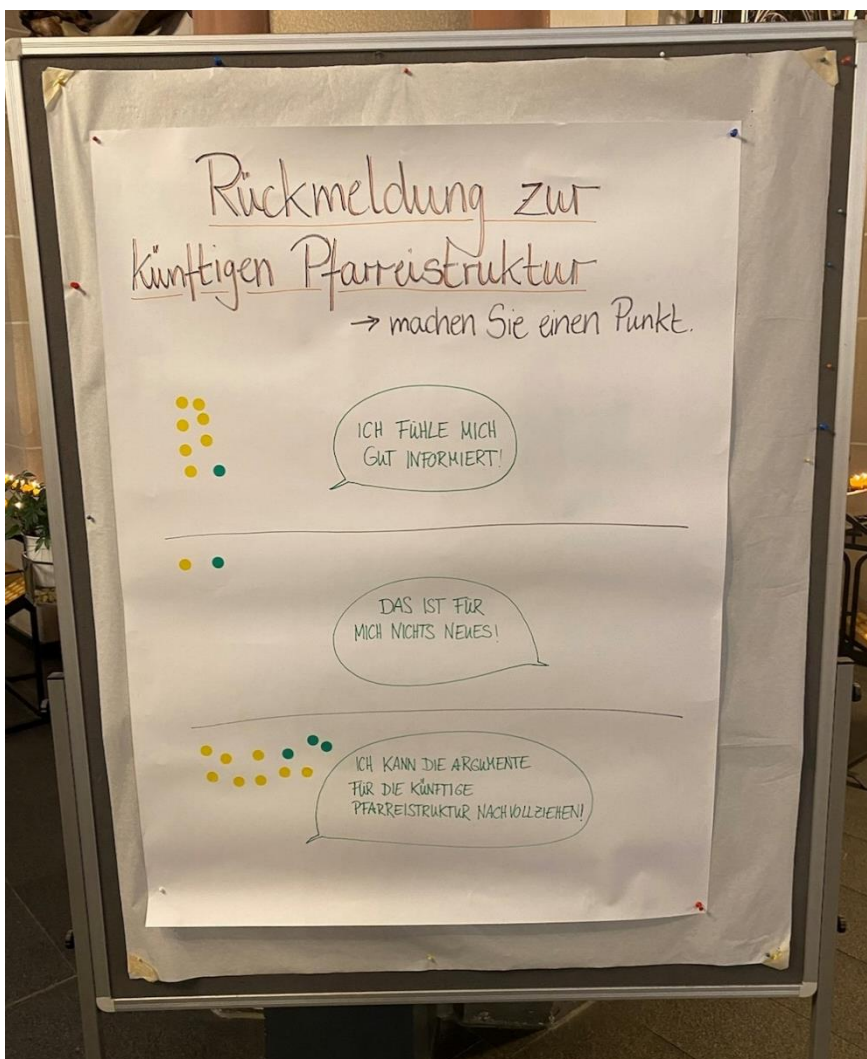 Rückmeldung zur
künftigen Pfarreistruktur
→ machen Sie einen Punkt.
ICH FÜHLE MICH
GUT INFORMIERT!
DAS IST FÜR
MICH NICHTS NEUES!
ICH KANN DIE ARGUMENTE
FÜR DIE KÜNFTIGE
PFARREISTRUKTUR NACHVOLLZIEHEN!